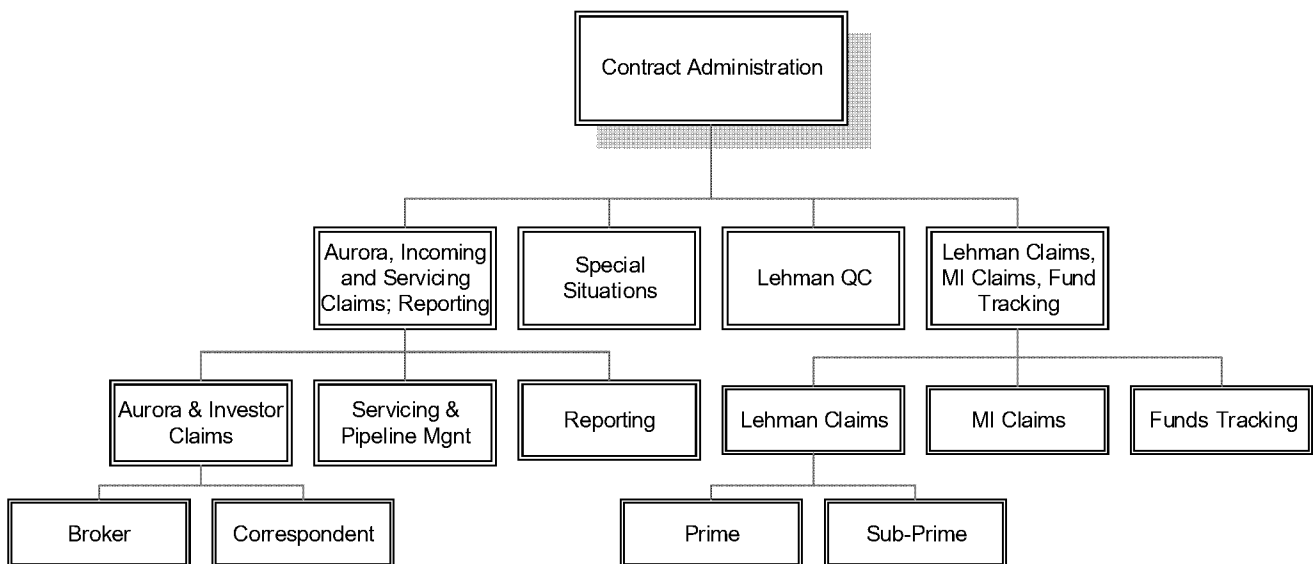 Contract Administration
Aurora, Incoming
and Servicing
Claims; Reporting
Special
Situations
Lehman QC
Lehman Claims,
MI Claims, Fund
Tracking
Aurora & Investor
Claims
Servicing &
Pipeline Mgnt
Reporting
Lehman Claims
MI Claims
Funds Tracking
Broker
Correspondent
Prime
Sub-Prime